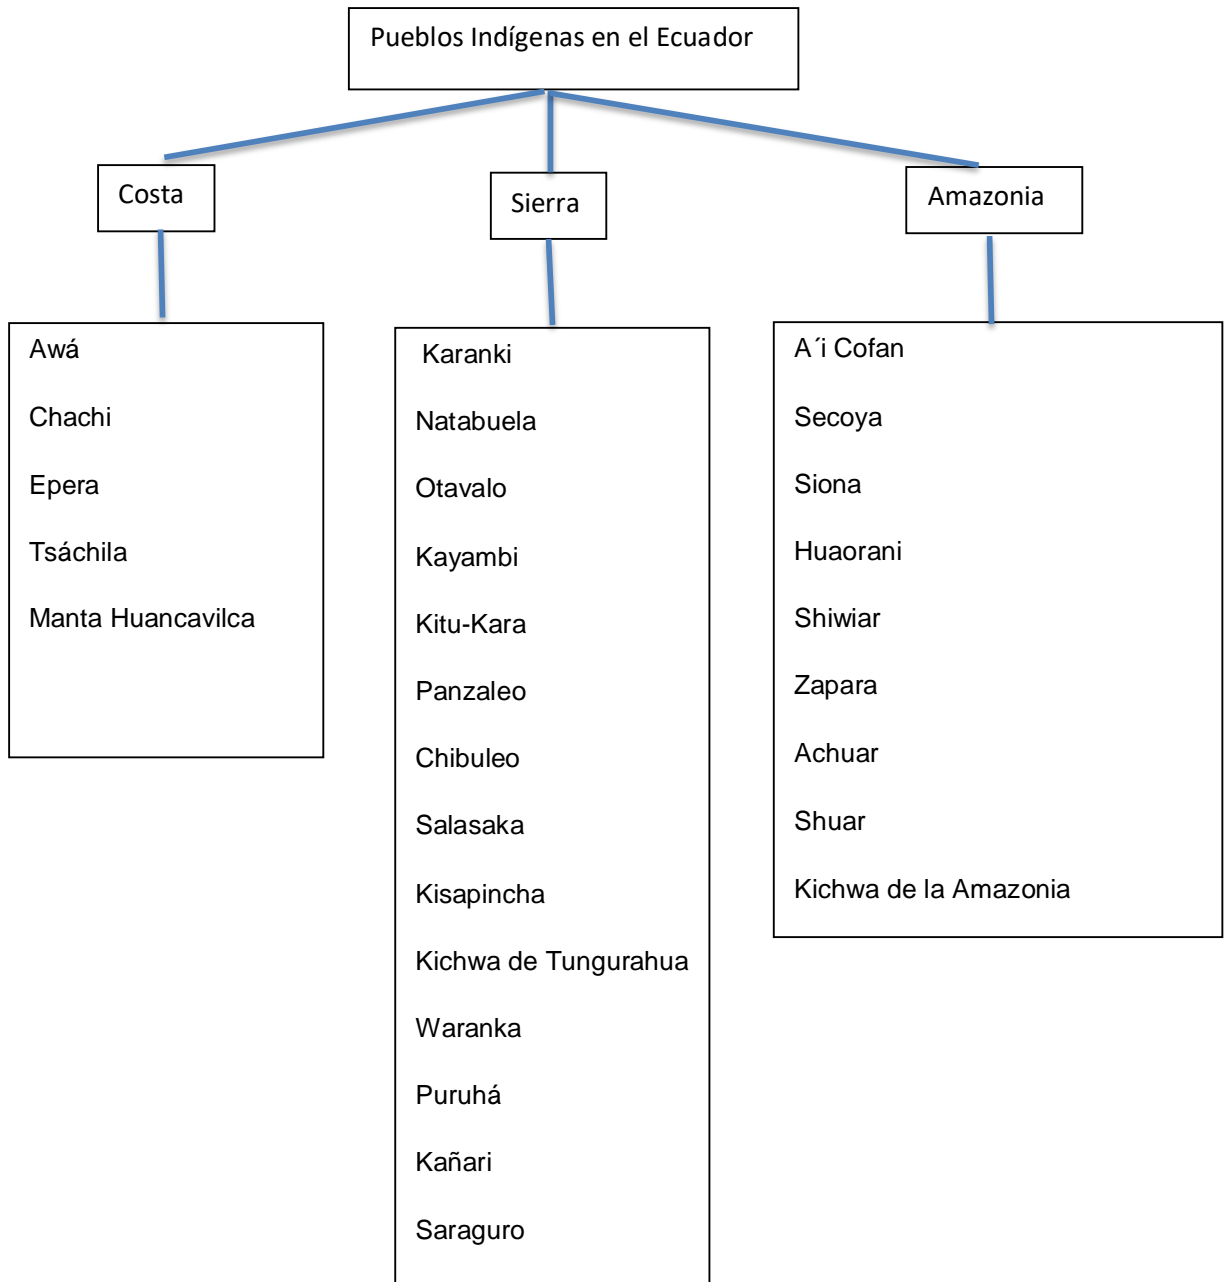 Pueblos Indígenas en el Ecuador
Costa
Sierra
Amazonia
Awá
Chachi
Epera
Tsáchila
Manta Huancavilca
Karanki
Natabuela
Otavalo
Kayambi
Kitu-Kara
Panzaleo
Chibuleo
Salasaka
Kisapincha
Kichwa de Tungurahua
Waranka
Puruhá
Kañari
Saraguro
A´i Cofan
Secoya
Siona
Huaorani
Shiwiar
Zapara
Achuar
Shuar
Kichwa de la Amazonia